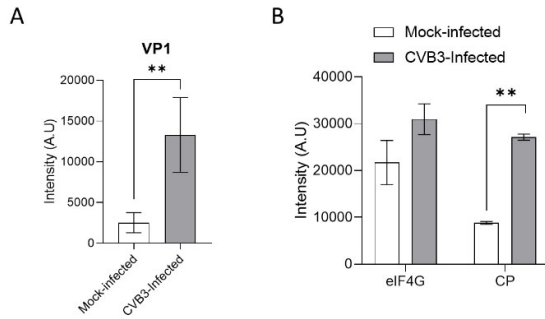 A
VP1
**
Intensity (A.U)
20000
15000
10000
5000
0
Mock-infected
CVB3-Infected
B
Mock-infected
CVB3-Infected
**
Intensity (A.U)
40000
30000
20000
10000
0
eIF4G
CP